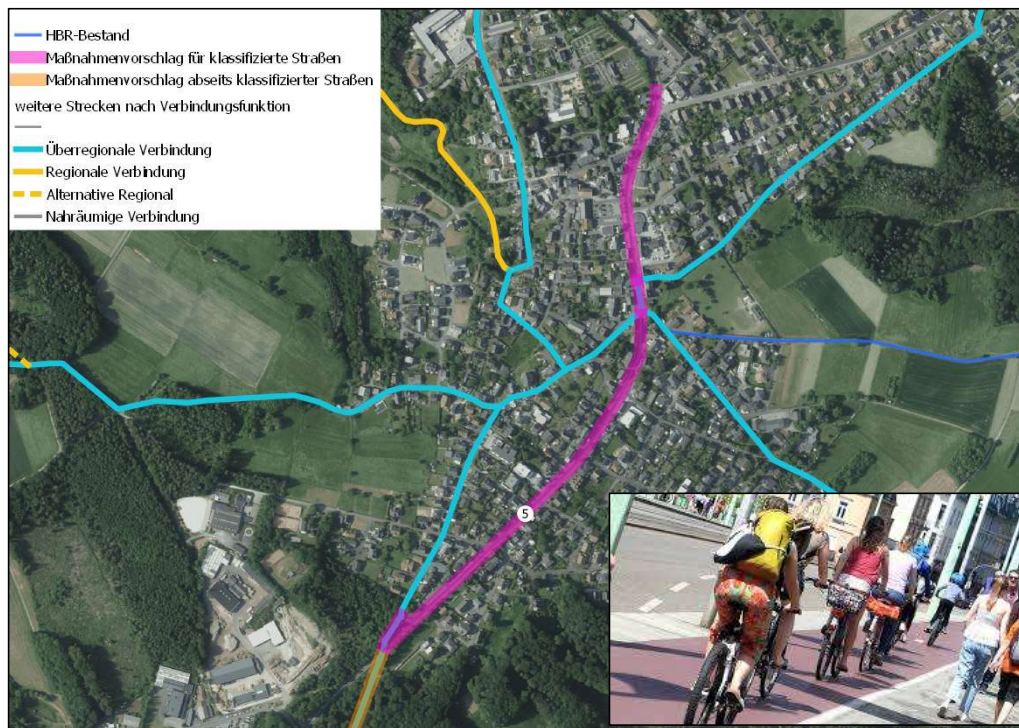 HBR-Bestand
Maßnahmenvorschlag für klassifizierte Straßen
Maßnahmenvorschlag abseits klassifizierter Straßen
weitere Strecken nach Verbindungsfunktion
Überregionale Verbindung
Regionale Verbindung
Alternative Regional
Nahräumige Verbindung
5